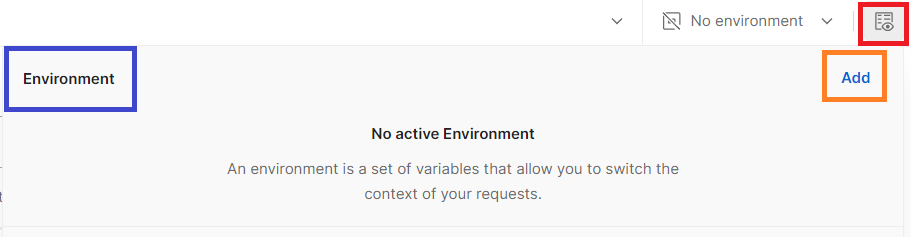 No environment
Environment
Add
No active Environment
An environment is a set of variables that allow you to switch the
context of your requests.